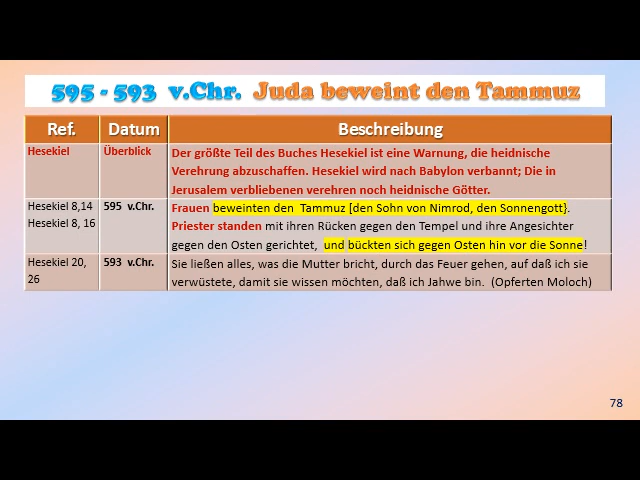 595 - 593 v.Chr. Juda beweint den Tammuz
Ref. Datum Beschreibung
Hesekiel Überblick Der größte Teil des Buches Hesekiel ist eine Warnung, die heidnische
Verehrung abzuschaffen. Hesekiel wird nach Babylon verbannt; Die in
Jerusalem verbliebenen verehren noch heidnische Götter.
Hesekiel 8,14 595 v.Chr. Frauen beweinten den Tammuz [den Sohn von Nimrod, den Sonnengott}.
Hesekiel 8, 16 Priester standen mit ihren Rücken gegen den Tempel und ihre Angesichter
gegen den Osten gerichtet, und bückten sich gegen Osten hin vor die Sonne!
Hesekiel 20, 593 v.Chr. Sie ließen alles, was die Mutter bricht, durch das Feuer gehen, auf daß ich sie
26 verwüstete, damit sie wissen möchten, daß ich Jahwe bin. (Opferten Moloch)
78